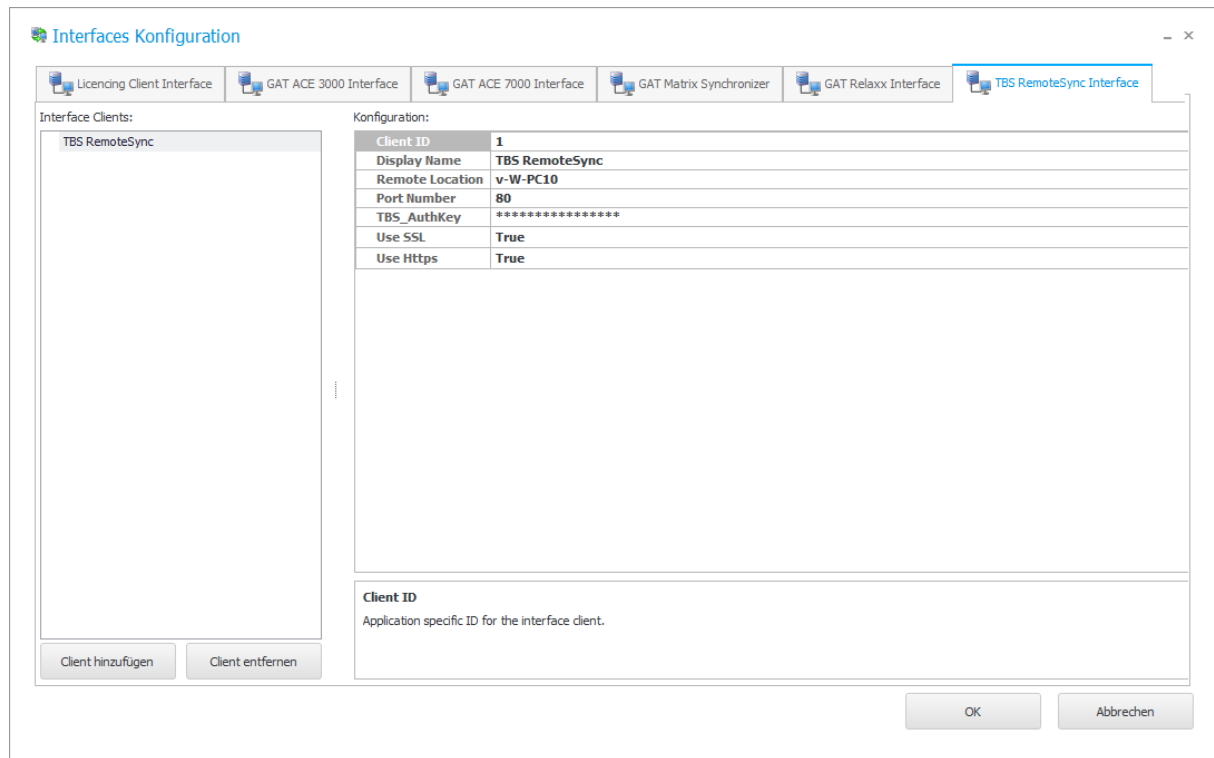 Interfaces Konfiguration
Licencing Client Interface GAT ACE 3000 Interface GAT ACE 7000 Interface GAT Matrix Synchronizer GAT Relaxx Interface TBS RemoteSync Interface
Interface Clients: Konfiguration:
TBS RemoteSync
Client ID 1
Display Name TBS RemoteSync
Remote Location v-W-PC10
Port Number 80
TBS_AuthKey ****************
Use SSL True
Use Https True
Client ID
Application specific ID for the interface client.
Client hinzufügen Client entfernen
OK Abbrechen